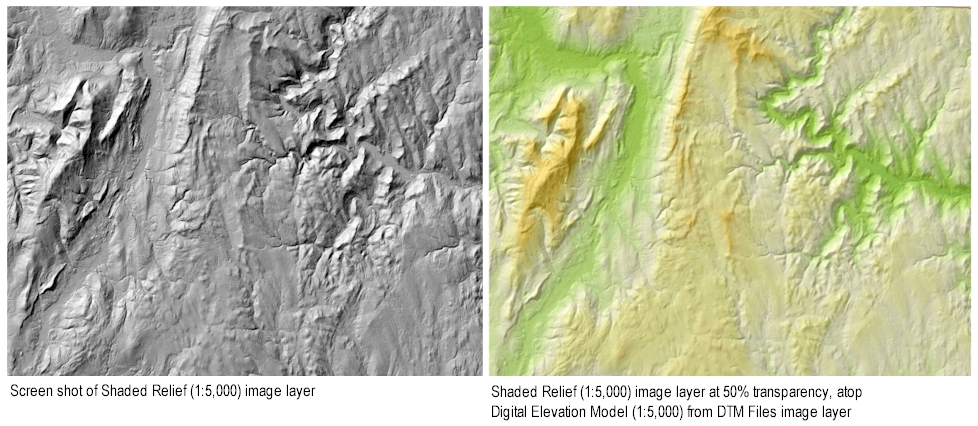 Screen shot of Shaded Relief (1:5,000) image layer
Shaded Relief (1:5,000) image layer at 50% transparency, atop
Digital Elevation Model (1:5,000) from DTM Files image layer